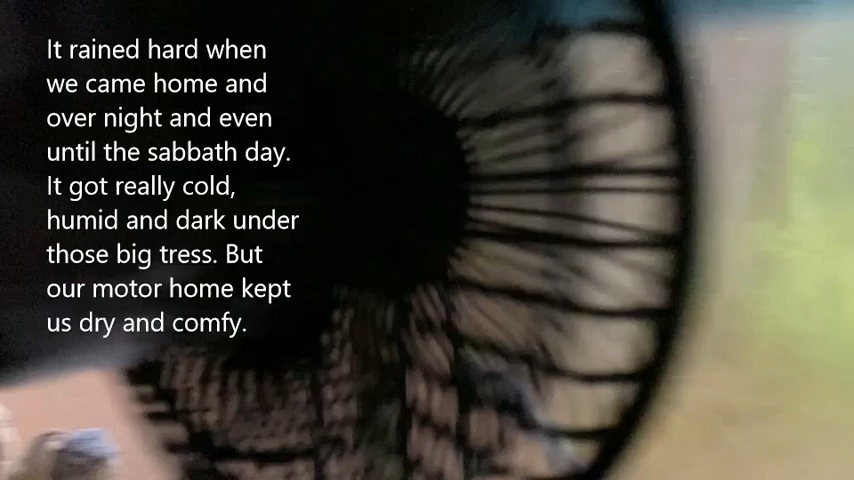 It rained hard when
we came home and
over night and even
until the sabbath day.
It got really cold,
humid and dark under
those big tress. But
our motor home kept
us dry and comfy.